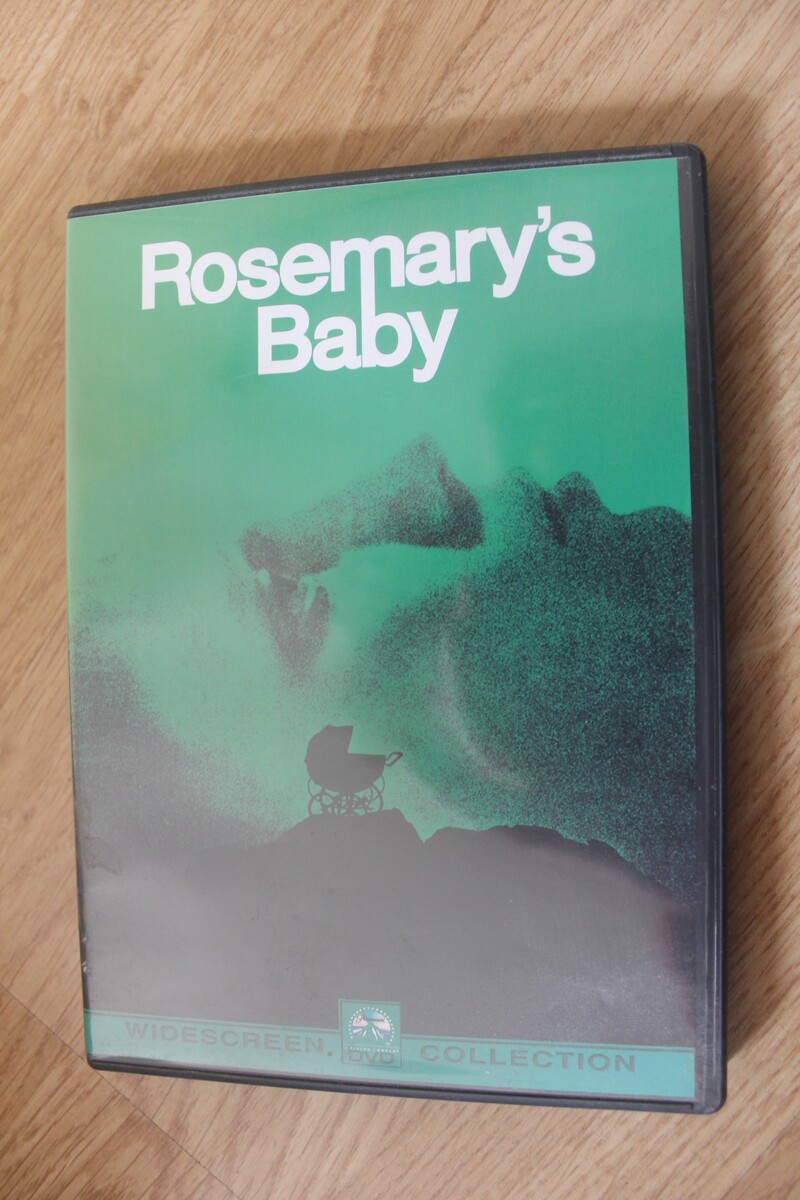 Rosemary's
Baby
WIDESCREEN. DVD COLLECTION